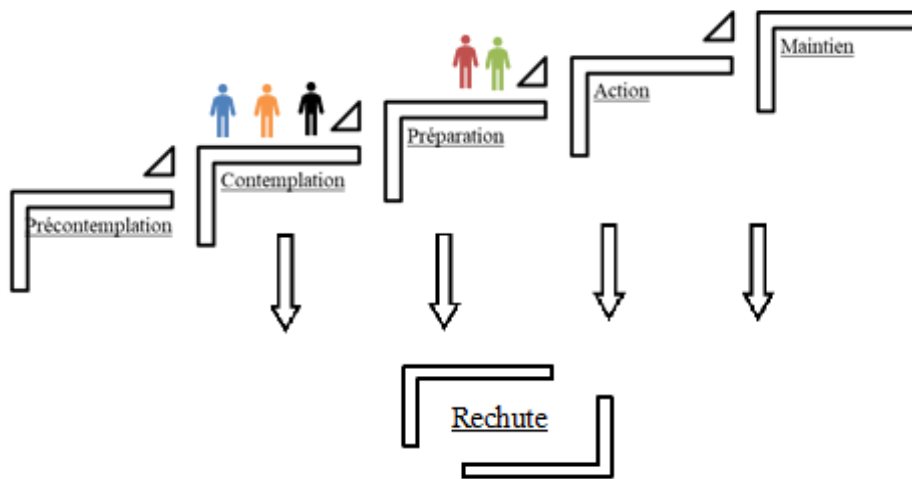 Précontemplation
Contemplation
Préparation
Action
Maintien
Rechute